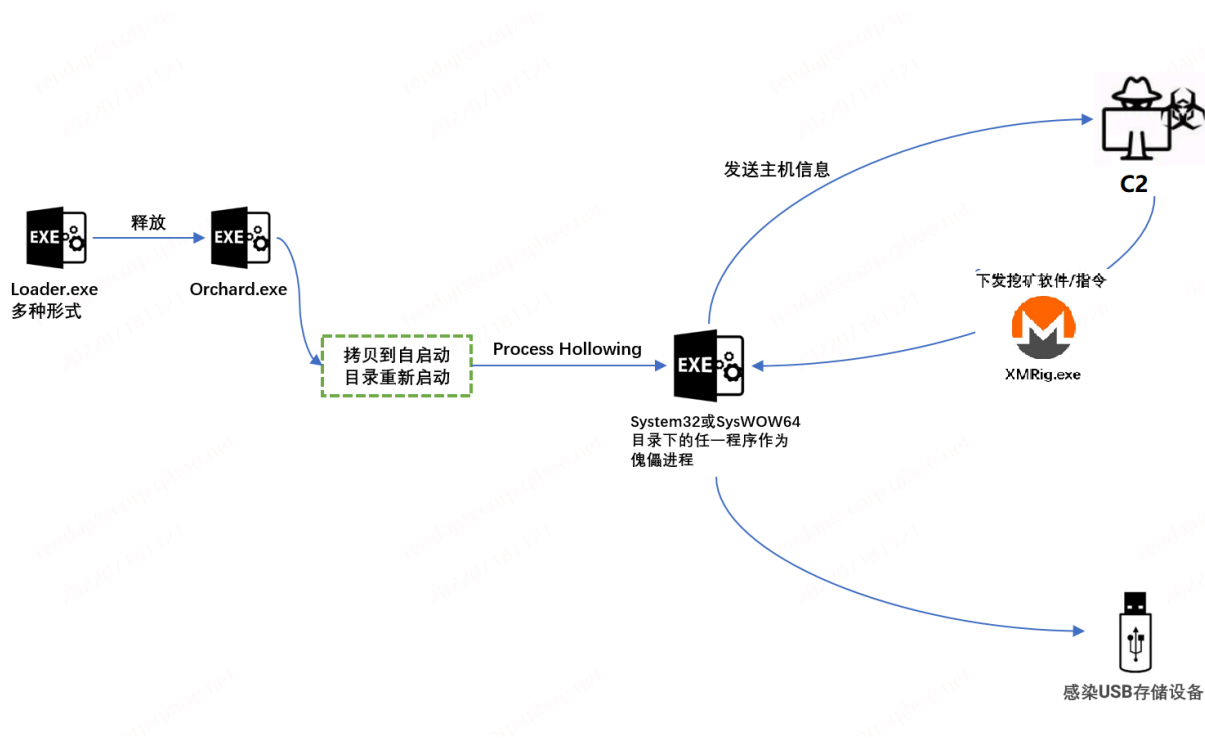 发送主机信息
C2
释放
EXE
EXE
Loader.exe
多种形式
Orchard.exe
下发挖矿软件/指令
XMRig.exe
拷贝到自启动
目录重新启动
Process Hollowing
EXE
System32或SysWOW64
目录下的任一程序作为
傀儡进程
感染USB存储设备